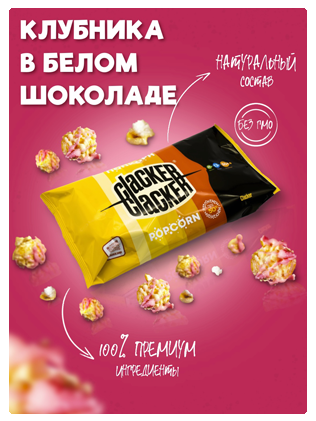 КЛУБНИКА
В БЕЛОМ
ШОКОЛАДЕ
НАТУРАЛЬНЫЙ
СОСТАВ
БЕЗ ГМО
CLACKER
CLACKER
POPCORN
100% ПРЕМИУМ
ИНГРЕДИЕНТЫ